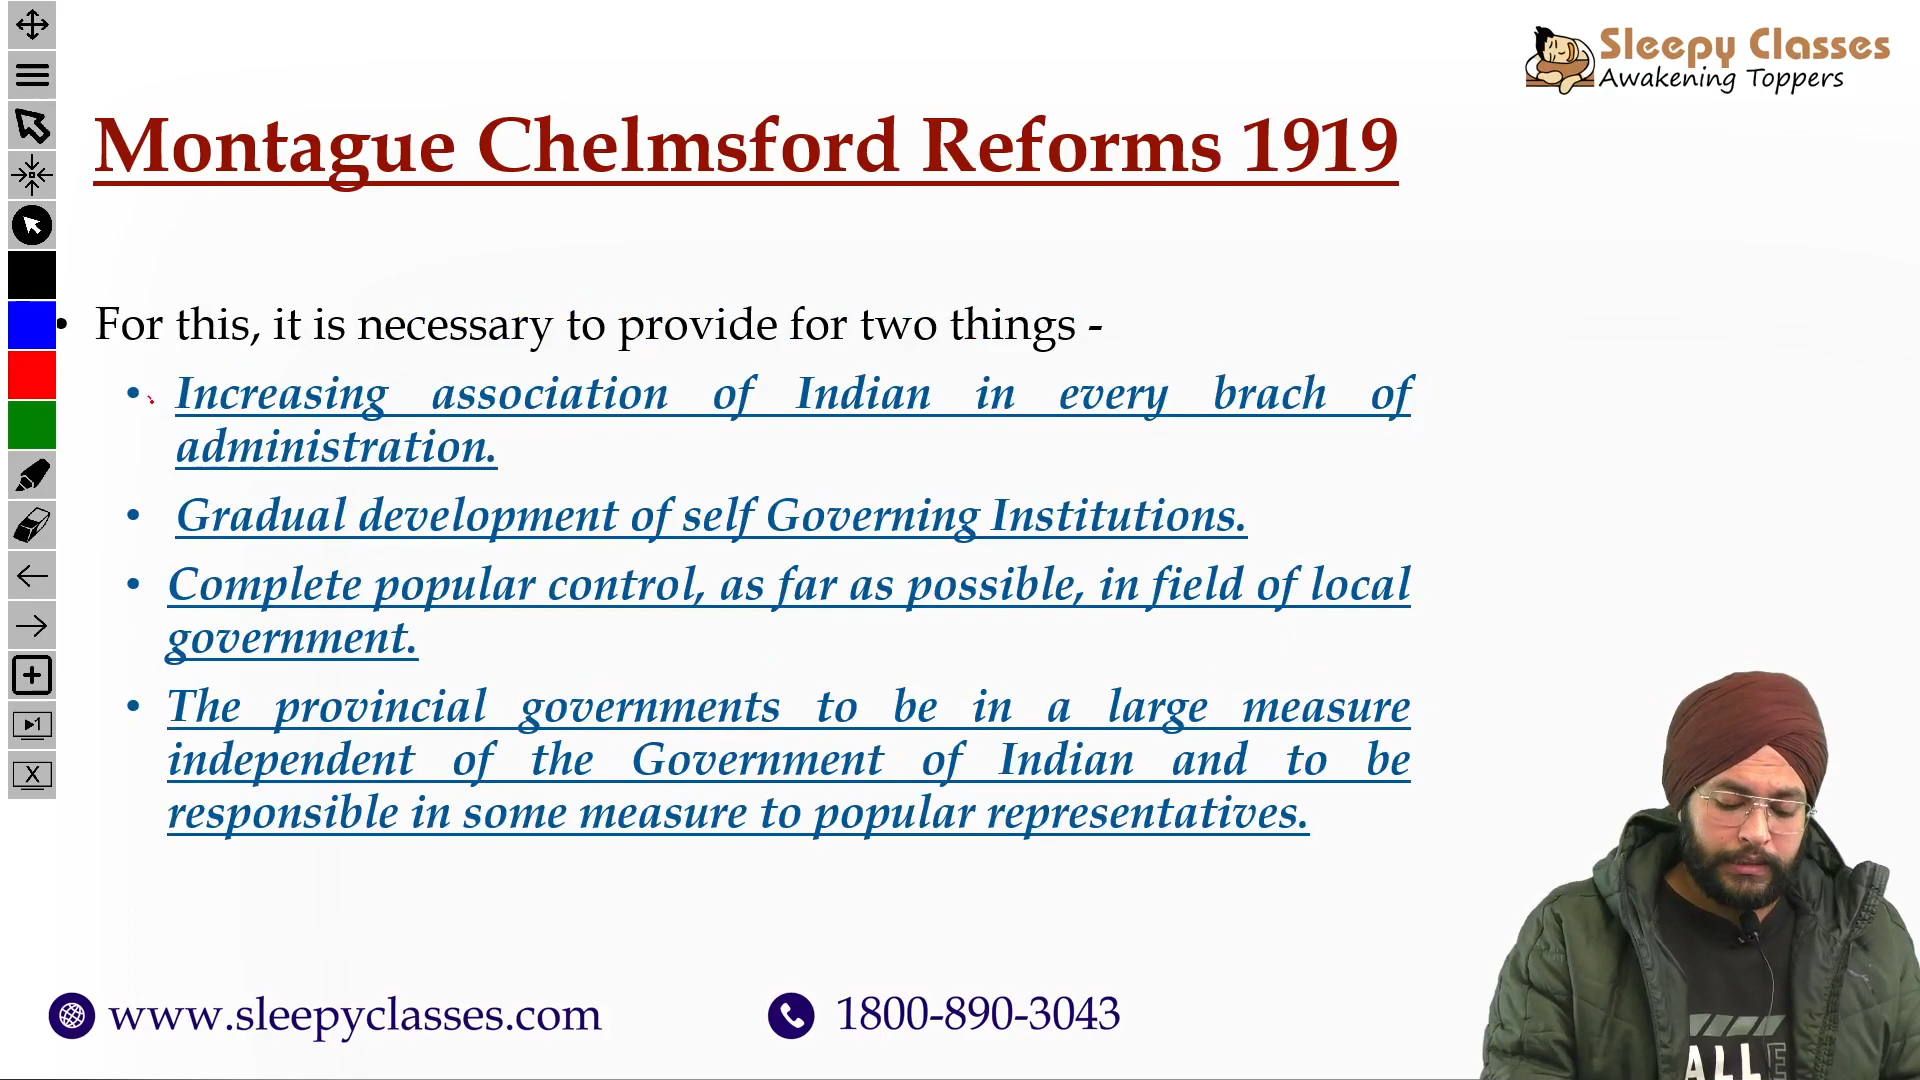 Sleepy Classes
Awakening Toppers
Montague Chelmsford Reforms 1919
• For this, it is necessary to provide for two things -
• Increasing association of Indian in every brach of
administration.
• Gradual development of self Governing Institutions.
• Complete popular control, as far as possible, in field of local
government.
• The provincial governments to be in a large measure
independent of the Government of Indian and to be
responsible in some measure to popular representatives.
1
X
www.sleepyclasses.com
1800-890-3043
ALLE